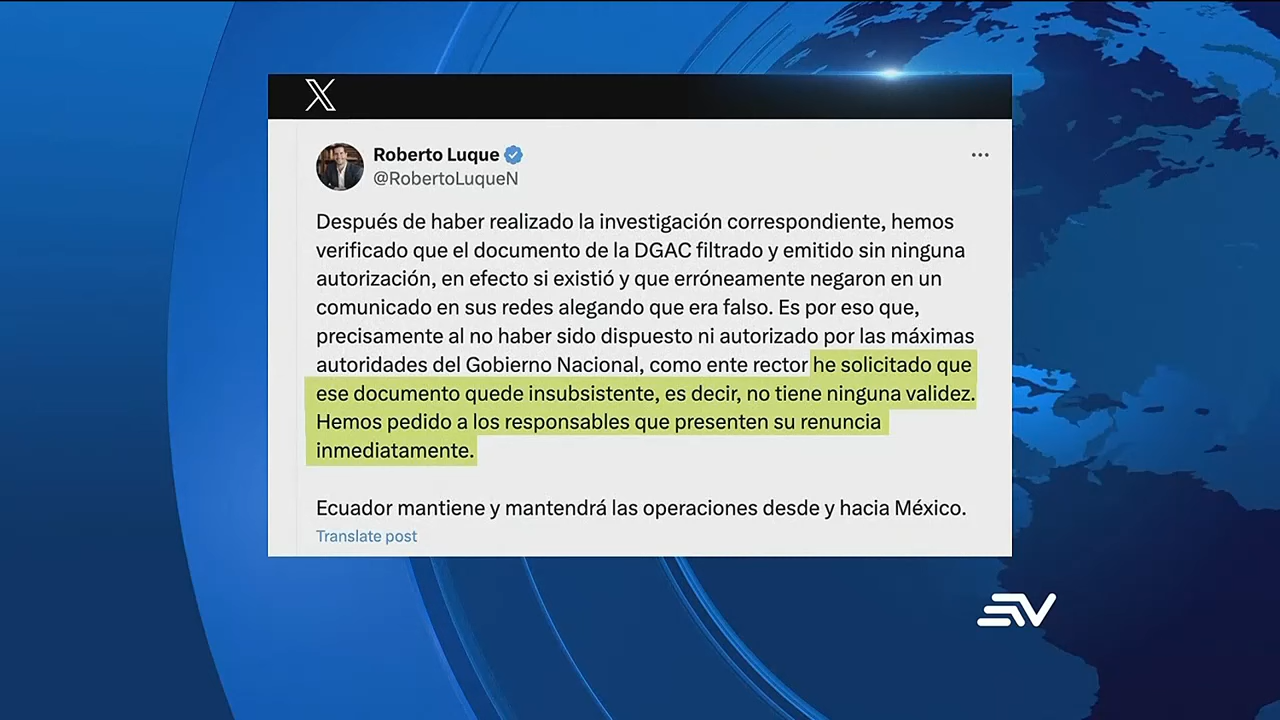 X
Roberto Luque
@RobertoLuqueN
Después de haber realizado la investigación correspondiente, hemos
verificado que el documento de la DGAC filtrado y emitido sin ninguna
autorización, en efecto si existió y que erróneamente negaron en un
comunicado en sus redes alegando que era falso. Es por eso que,
precisamente al no haber sido dispuesto ni autorizado por las máximas
autoridades del Gobierno Nacional, como ente rector he solicitado que
ese documento quede insubsistente, es decir, no tiene ninguna validez.
Hemos pedido a los responsables que presenten su renuncia
inmediatamente.
Ecuador mantiene y mantendrá las operaciones desde y hacia México.
Translate post
EV